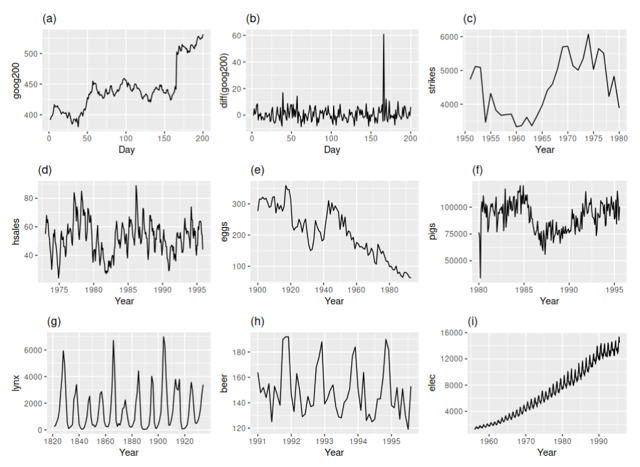 (a) (b) (c)
goog200
500
450
400
0 50 100 150 200
Day
diff(goog200)
60
40
20
0
0 50 100 150 200
Day
strikes
6000
5000
4000
1950 1955 1960 1965 1970 1975 1980
Year
(d) (e) (f)
hsales
80
60
40
1975 1980 1985 1990 1995
Year
eggs
300
200
100
1900 1920 1940 1960 1980
Year
pigs
100000
75000
50000
1980 1985 1990 1995
Year
(g) (h) (i)
lynx
6000
4000
2000
0
1820 1840 1860 1880 1900 1920
Year
beer
180
160
140
120
1991 1992 1993 1994 1995
Year
elec
16000
12000
8000
4000
1960 1970 1980 1990
Year